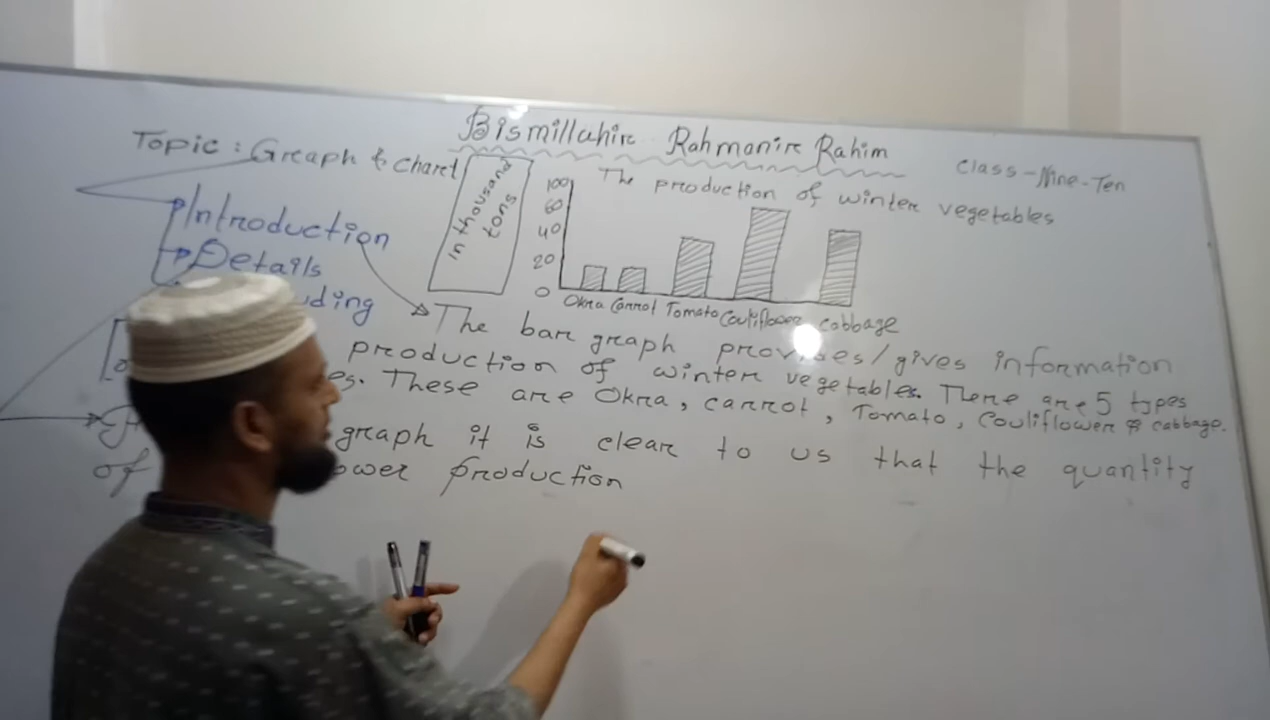 Bismillahir Rahmanir Rahim
Topic : Graph & Chart
Class-Nine-Ten
Introduction
Details
ding
in thousand
tons
The production of winter vegetables
100
60
40
20
0
Okra Carrot Tomato Couliflower cabbage
The bar graph provides/gives information
production of winter vegetables. There are 5 types
es. These are Okra, carrot, Tomato, Couliflower & cabbage.
graph it is clear to us that the quantity
of ower production